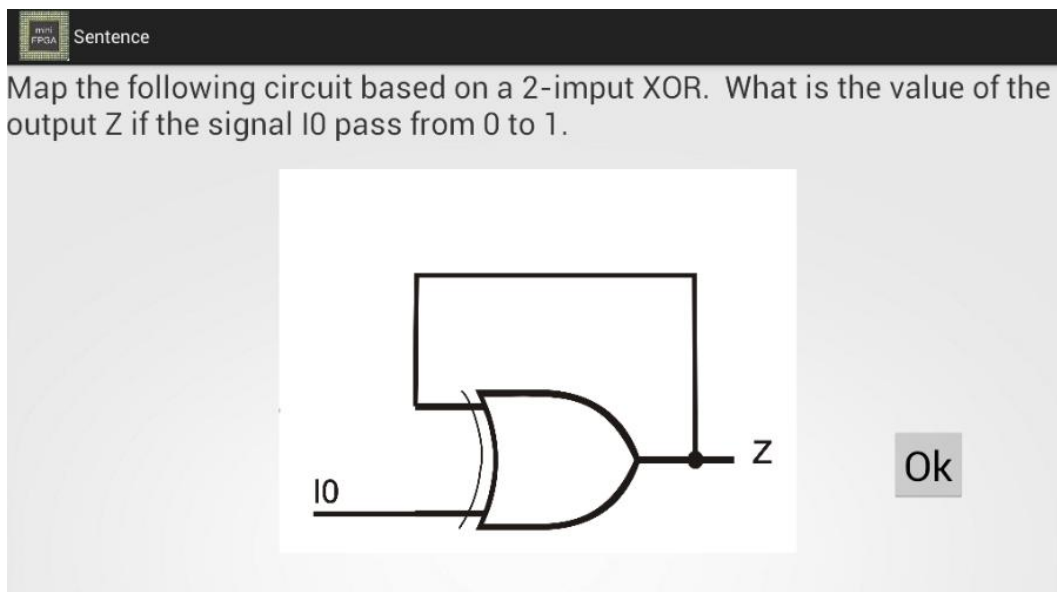 mini
FPGA
Sentence
Map the following circuit based on a 2-imput XOR. What is the value of the
output Z if the signal I0 pass from 0 to 1.
Z
Ok
I0